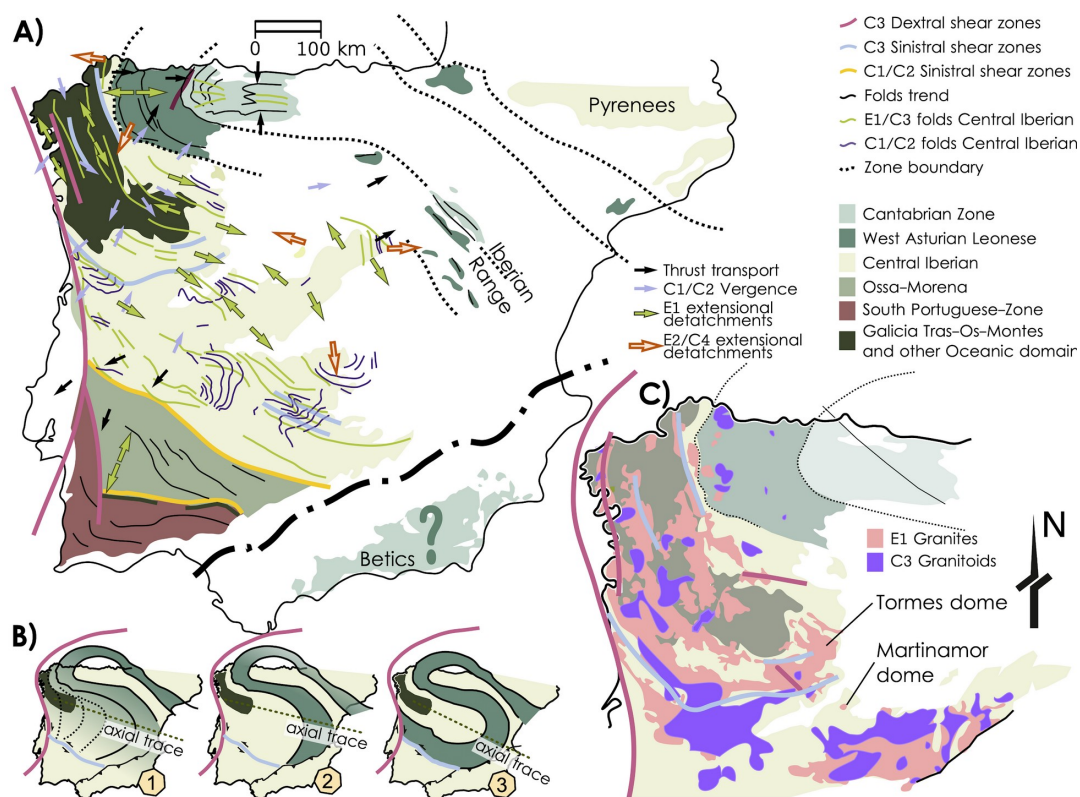 A)
0 100
km
Pyrenees
Iberian
Range
Betics
?
C3 Dextral shear zones
C3 Sinistral shear zones
C1/C2 Sinistral shear zones
Folds trend
E1/C3 folds Central Iberian
C1/C2 folds Central Iberian
Zone boundary
Cantabrian Zone
West Asturian Leonese
Central Iberian
Ossa-Morena
South Portuguese-Zone
Galicia Tras-Os-Montes
and other Oceanic domain
Thrust transport
C1/C2 Vergence
E1 extensional
detatchments
E2/C4 extensional
detatchments
B)
axial trace
1
axial trace
2
axial trace
3
C)
E1 Granites
C3 Granitoids
N
Tormes dome
Martinamor
dome